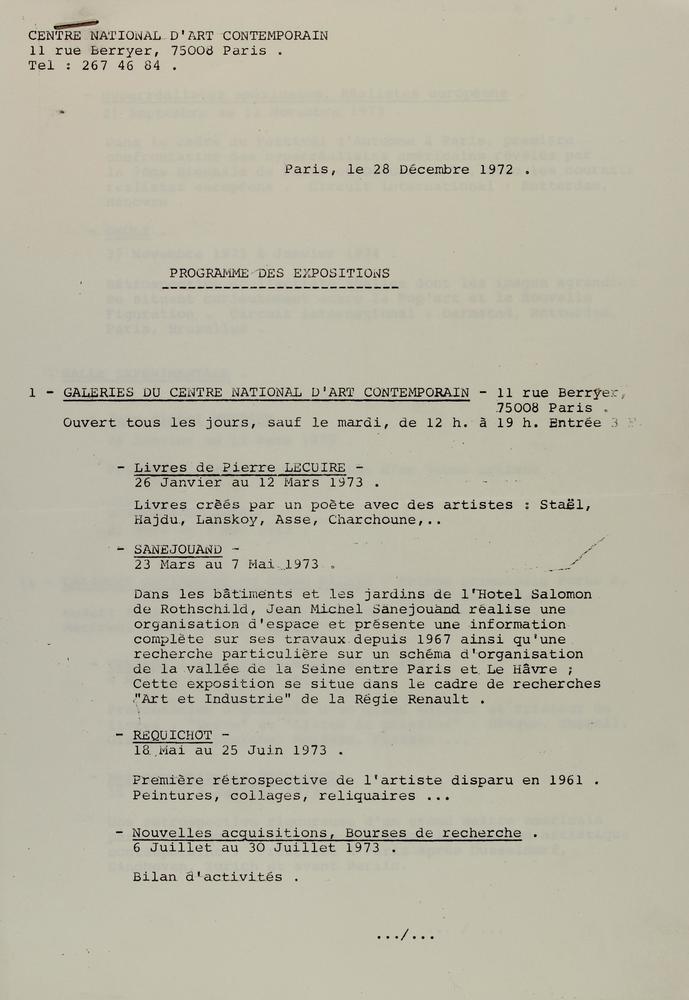 CENTRE NATIONAL D'ART CONTEMPORAIN
11 rue Berryer, 75008 Paris .
Tel : 267 46 84 .
Paris, le 28 Décembre 1972 .
PROGRAMME DES EXPOSITIONS
1 - GALERIES DU CENTRE NATIONAL D'ART CONTEMPORAIN - 11 rue Berryer,
75008 Paris .
Ouvert tous les jours, sauf le mardi, de 12 h. à 19 h. Entrée 3 F.
- Livres de Pierre LECUIRE -
26 Janvier au 12 Mars 1973 .
Livres créés par un poète avec des artistes : Staël,
Hajdu, Lanskoy, Asse, Charchoune,..
- SANEJOUAND -
23 Mars au 7 Mai 1973 .
Dans les bâtiments et les jardins de l'Hotel Salomon
de Rothschild, Jean Michel Sanejouand réalise une
organisation d'espace et présente une information
complète sur ses travaux depuis 1967 ainsi qu'une
recherche particulière sur un schéma d'organisation
de la vallée de la Seine entre Paris et Le Hâvre ;
Cette exposition se situe dans le cadre de recherches
"Art et Industrie" de la Régie Renault .
- REQUICHOT -
18 Mai au 25 Juin 1973 .
Première rétrospective de l'artiste disparu en 1961 .
Peintures, collages, reliquaires ...
- Nouvelles acquisitions, Bourses de recherche .
6 Juillet au 30 Juillet 1973 .
Bilan d'activités .
.../...